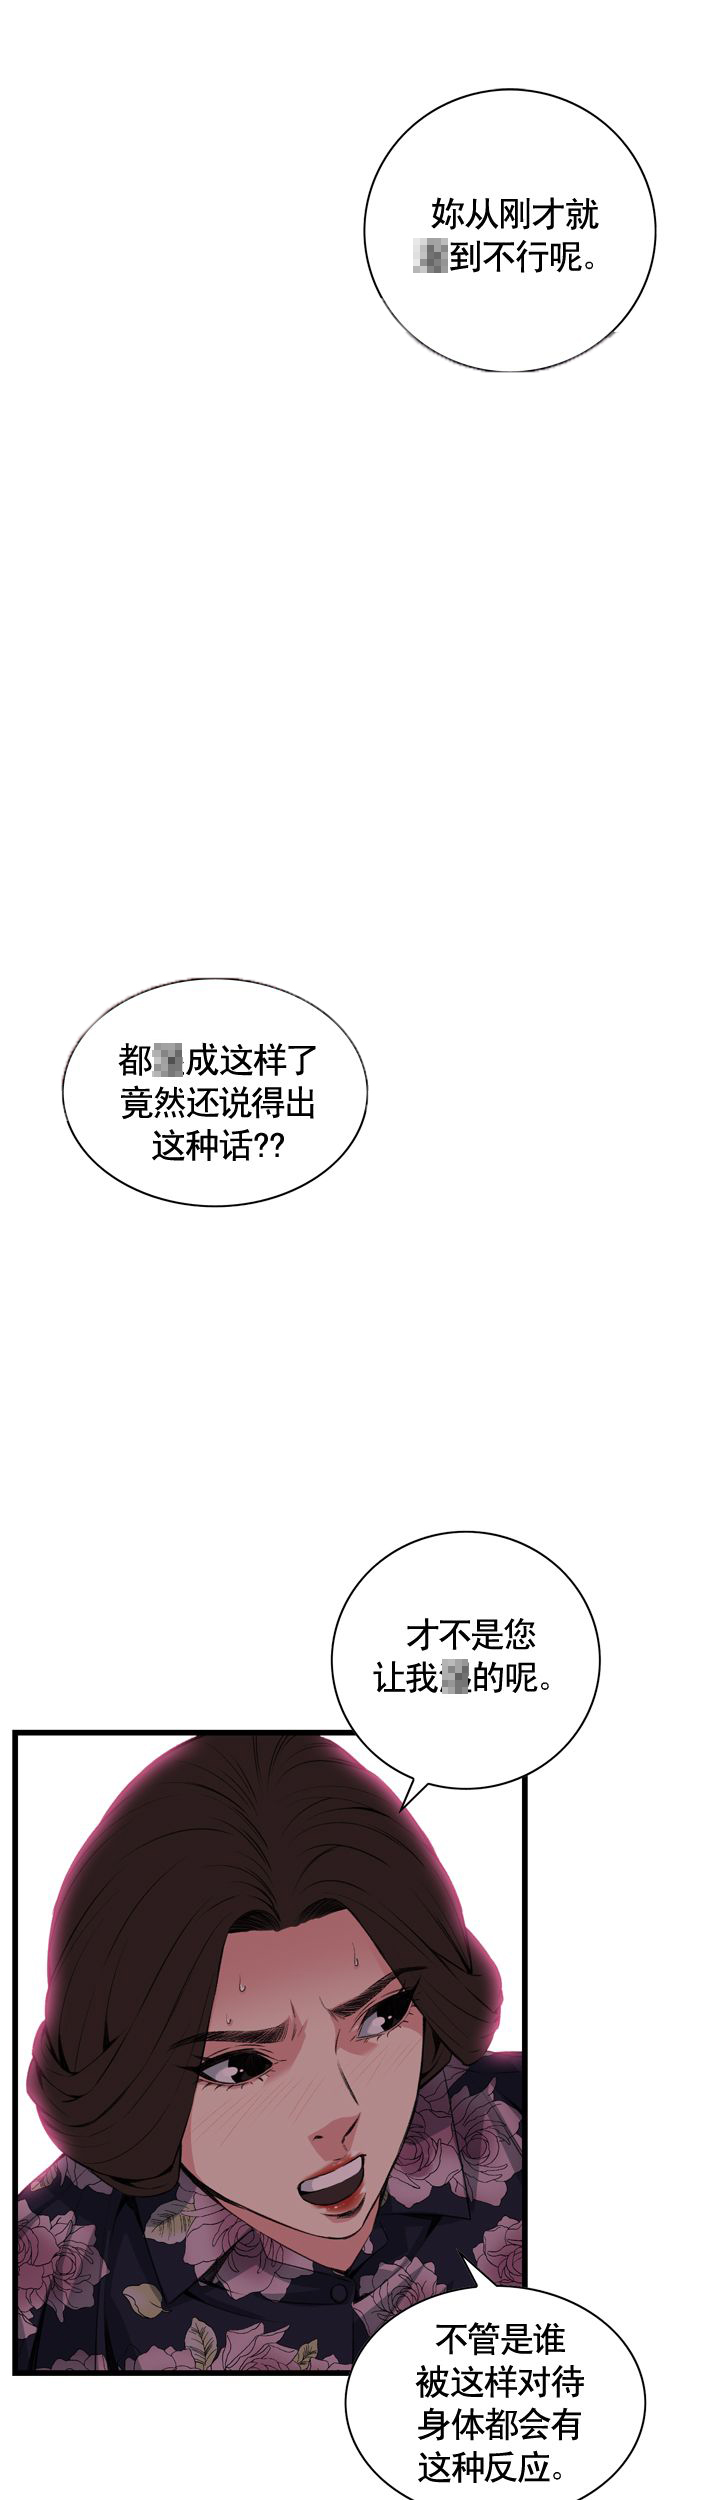 妳从刚才就
到不行呢。
都成这样了
竟然还说得出
这种话??
才不是您
让我的呢。
不管是谁
被这样对待
身体都会有
这种反应。